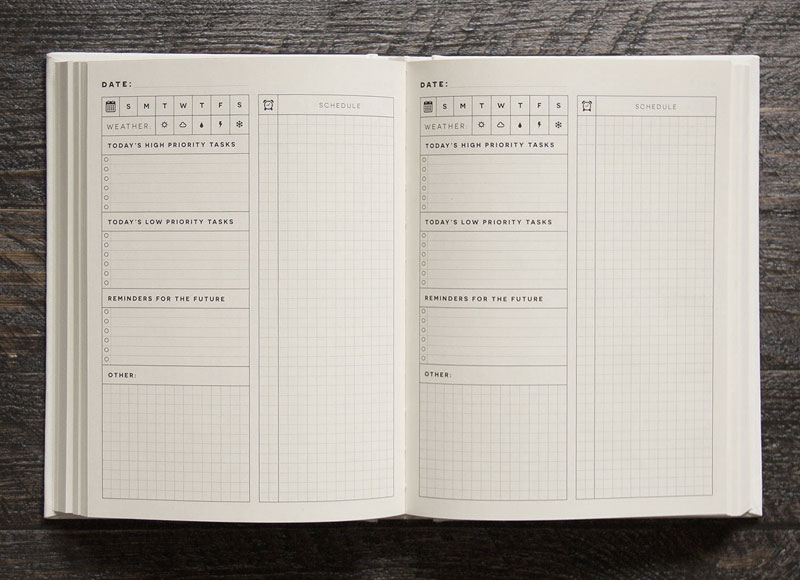 DATE:
S M T W T F S
WEATHER:
TODAY'S HIGH PRIORITY TASKS
TODAY'S LOW PRIORITY TASKS
REMINDERS FOR THE FUTURE
OTHER:
SCHEDULE
DATE:
S M T W T F S
WEATHER:
TODAY'S HIGH PRIORITY TASKS
TODAY'S LOW PRIORITY TASKS
REMINDERS FOR THE FUTURE
OTHER:
SCHEDULE